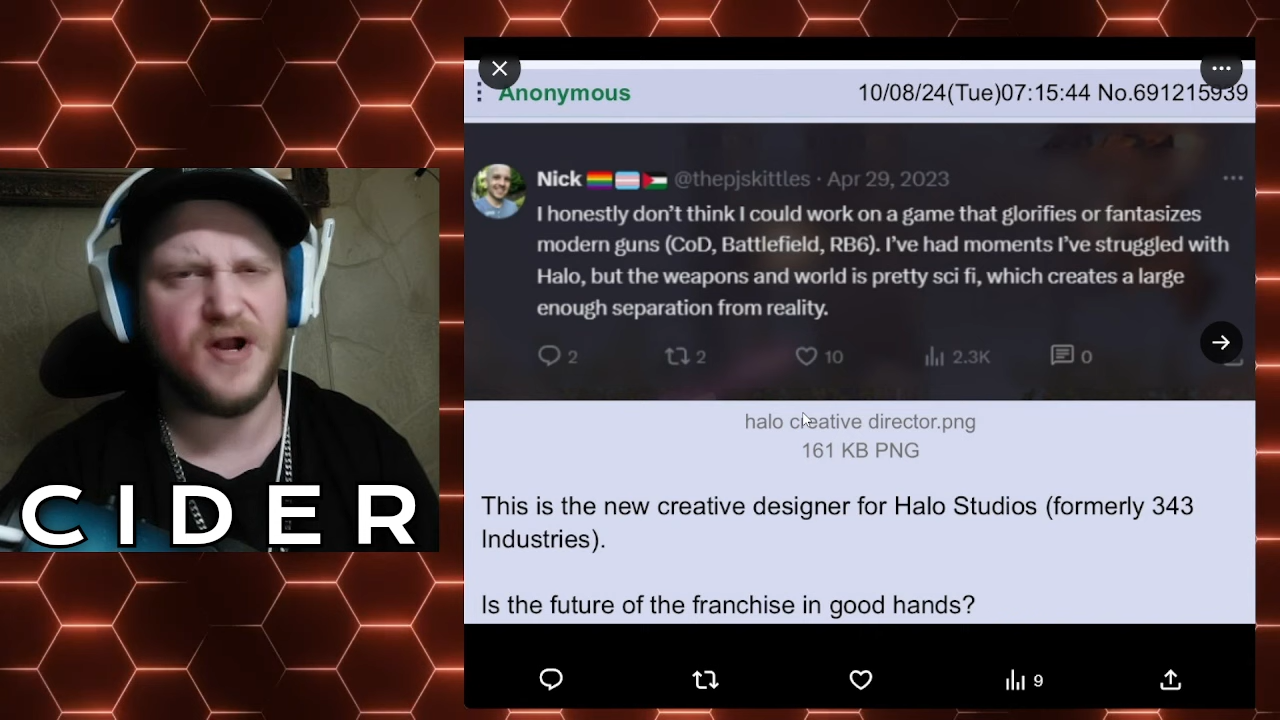 Anonymous 10/08/24(Tue)07:15:44 No.691215939
Nick @thepjskittles · Apr 29, 2023
I honestly don’t think I could work on a game that glorifies or fantasizes
modern guns (CoD, Battlefield, RB6). I’ve had moments I’ve struggled with
Halo, but the weapons and world is pretty sci fi, which creates a large
enough separation from reality.
2 2 10 2.3K 0
halo creative director.png
161 KB PNG
CIDER
This is the new creative designer for Halo Studios (formerly 343
Industries).
Is the future of the franchise in good hands?
9